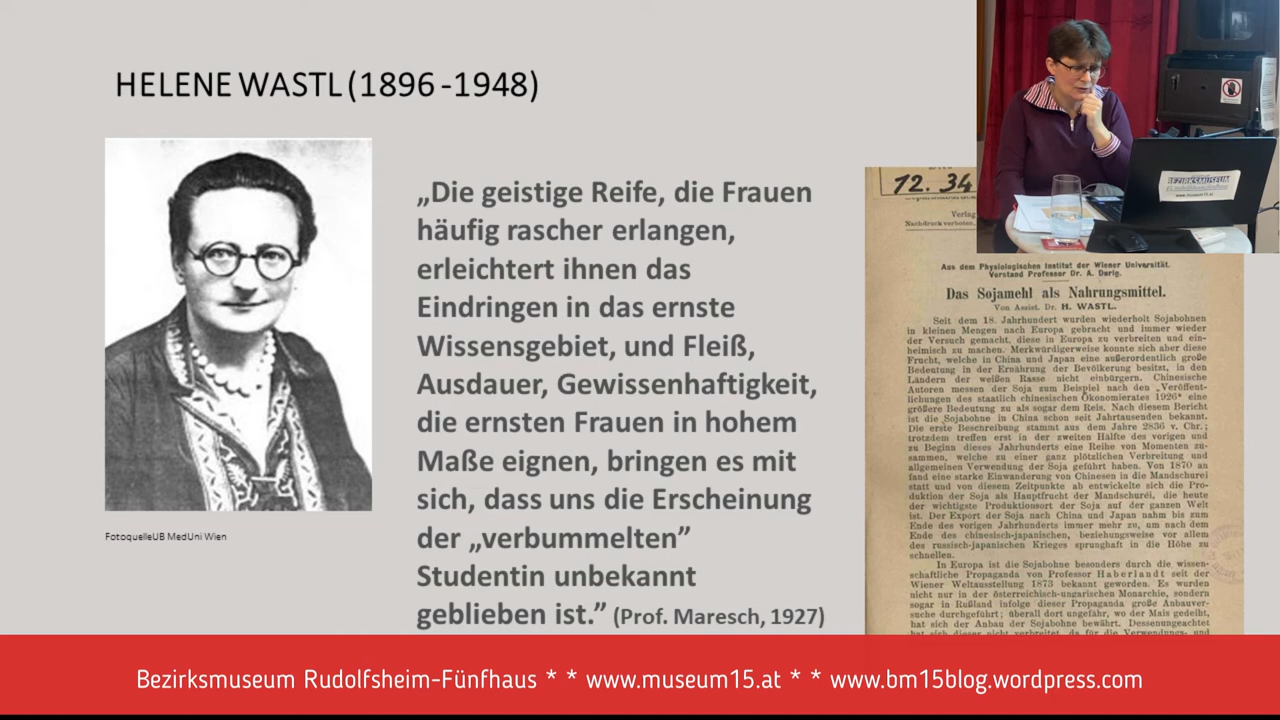 HELENE WASTL (1896 -1948)
„Die geistige Reife, die Frauen
häufig rascher erlangen,
erleichtert ihnen das
Eindringen in das ernste
Wissensgebiet, und Fleiß,
Ausdauer, Gewissenhaftigkeit,
die ernsten Frauen in hohem
Maße eignen, bringen es mit
sich, dass uns die Erscheinung
der „verbummelten”
Studentin unbekannt
geblieben ist.” (Prof. Maresch, 1927)
FotoquelleUB MedUni Wien
12. 34
Verlag
Nachdruck verboten.
Aus dem Physiologischen Institut der Wiener Universität.
Vorstand Professor Dr. A. Durig.
Das Sojamehl als Nahrungsmittel.
Von Assist. Dr. H. WASTL.
Seit dem 18. Jahrhundert wurden wiederholt Sojabohnen
in kleinen Mengen nach Europa gebracht und immer wieder
der Versuch gemacht, diese in Europa zu verbreiten und ein-
heimisch zu machen. Merkwürdigerweise konnte sich aber diese
Frucht, welche in China und Japan eine außerordentlich große
Bedeutung in der Ernährung der Bevölkerung besitzt, in den
Ländern der weißen Rasse nicht einbürgern. Chinesische
Autoren messen der Soja zum Beispiel nach den „Veröffent-
lichungen des staatlich chinesischen Ökonomierates 1926" eine
größere Bedeutung zu als sogar dem Reis. Nach diesem Bericht
ist die Sojabohne in China schon seit Jahrtausenden bekannt.
Die erste Beschreibung stammt aus dem Jahre 2836 v. Chr.;
trotzdem treffen erst in der zweiten Hälfte des vorigen und
zu Beginn dieses Jahrhunderts eine Reihe von Momenten zu-
sammen, welche zu einer ganz plötzlichen Verbreitung und
allgemeinen Verwendung der Soja geführt haben. Von 1870 an
fand eine starke Einwanderung von Chinesen in die Mandschurei
statt und von diesem Zeitpunkte ab entwickelte sich die Pro-
duktion der Soja als Hauptfrucht der Mandschurei, die heute
der wichtigste Produktionsort der Soja auf der ganzen Welt
ist. Der Export der Soja nach China und Japan nahm bis zum
Ende des vorigen Jahrhunderts immer mehr zu, um nach dem
Ende des chinesisch-japanischen, beziehungsweise vor allem
des russisch-japanischen Krieges sprunghaft in die Höhe zu
schnellen.
In Europa ist die Sojabohne besonders durch die wissen-
schaftliche Propaganda von Professor Haberlandt seit der
Wiener Weltausstellung 1873 bekannt geworden. Es wurden
nicht nur in der österreichisch-ungarischen Monarchie, sondern
sogar in Rußland infolge dieser Propaganda große Anbauver-
suche durchgeführt; überall dort ungefähr, wo der Mais gedeiht,
hat sich der Anbau der Sojabohne bewährt. Dessenungeachtet
BEZIRKSMUSEUM
www.museum15.at
Bezirksmuseum Rudolfsheim-Fünfhaus * * www.museum15.at * * www.bm15blog.wordpress.com